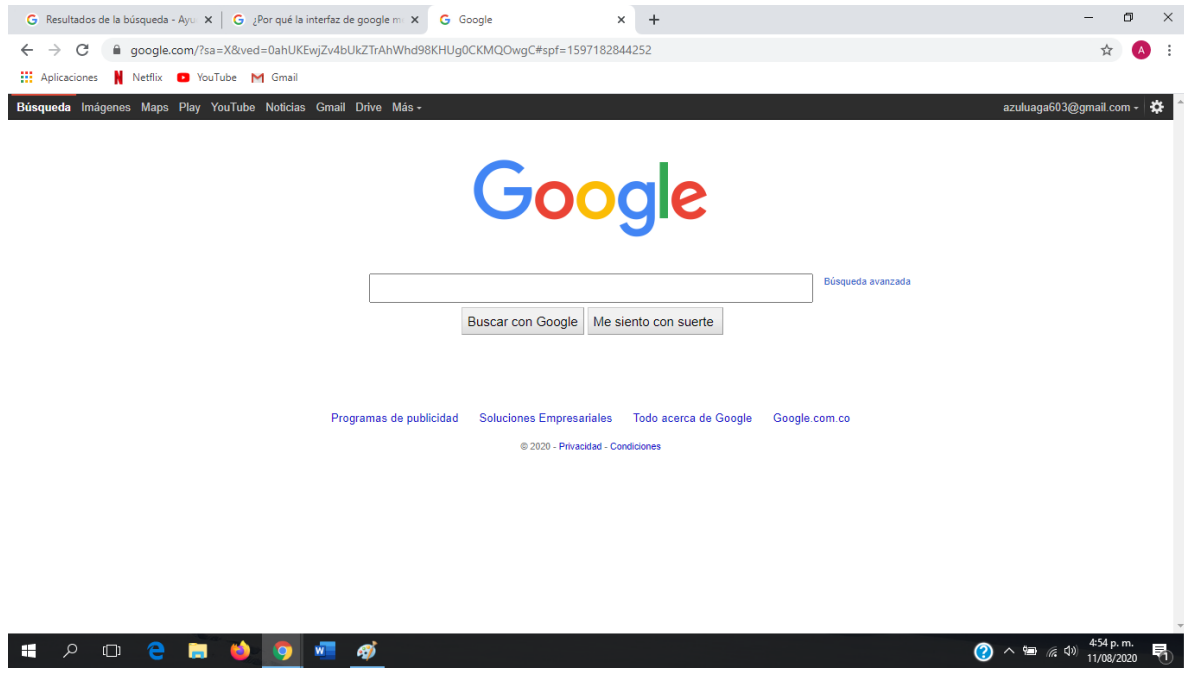 Resultados de la búsqueda - Ayu
¿Por qué la interfaz de google m
Google
google.com/?sa=X&ved=0ahUKEwjZv4bUkZTrAhWhd98KHUg0CKMQOwgC#spf=1597182844252
A
Aplicaciones Netflix YouTube Gmail
Búsqueda Imágenes Maps Play YouTube Noticias Gmail Drive Más
azuluaga603@gmail.com
Google
Búsqueda avanzada
Buscar con Google Me siento con suerte
Programas de publicidad Soluciones Empresariales Todo acerca de Google Google.com.co
© 2020 - Privacidad - Condiciones
4:54 p. m.
11/08/2020
1